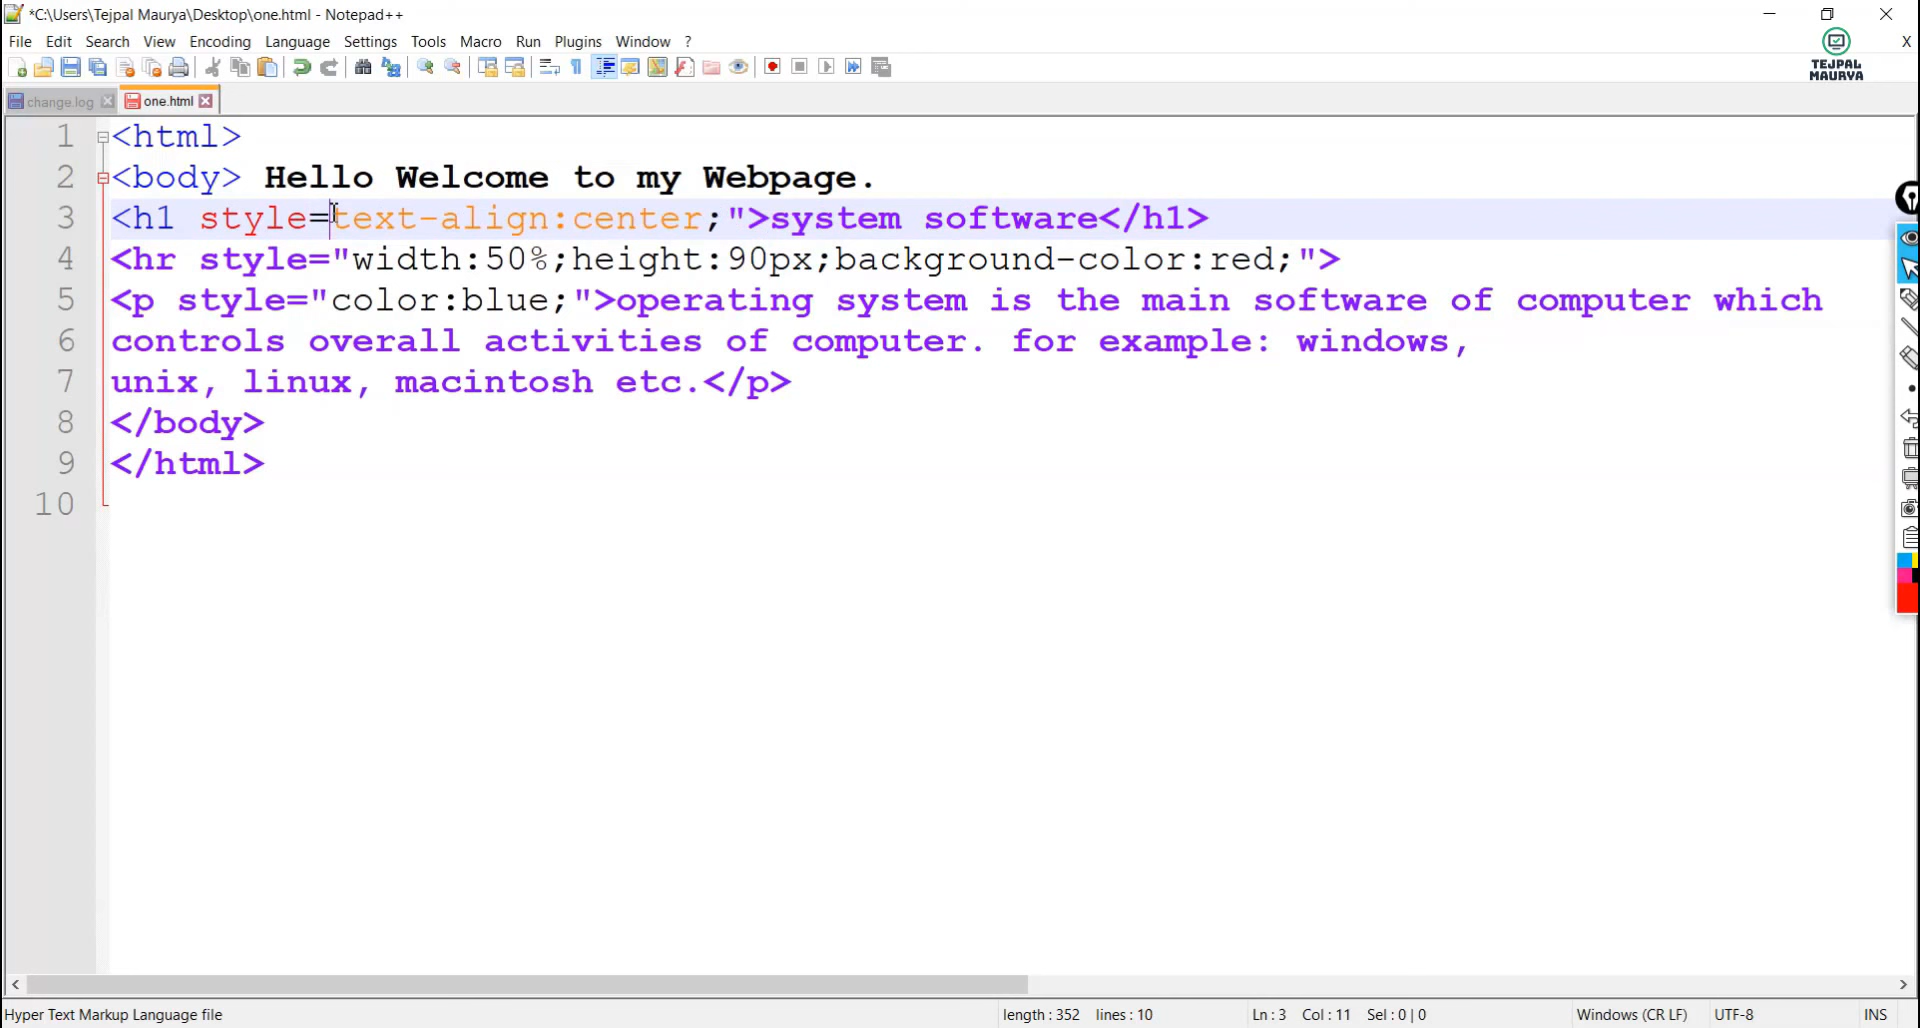 *C:\Users\Tejpal Maurya\Desktop\one.html - Notepad++
File Edit Search View Encoding Language Settings Tools Macro Run Plugins Window ? X
TEJPAL
MAURYA
change.log one.html
1 <html>
2 <body> Hello Welcome to my Webpage.
3 <h1 style=text-align:center;">system software</h1>
4 <hr style="width:50%;height:90px;background-color:red;">
5 <p style="color:blue;">operating system is the main software of computer which
6 controls overall activities of computer. for example: windows,
7 unix, linux, macintosh etc.</p>
8 </body>
9 </html>
10
Hyper Text Markup Language file length : 352 lines : 10 Ln : 3 Col : 11 Sel : 0 | 0 Windows (CR LF) UTF-8 INS